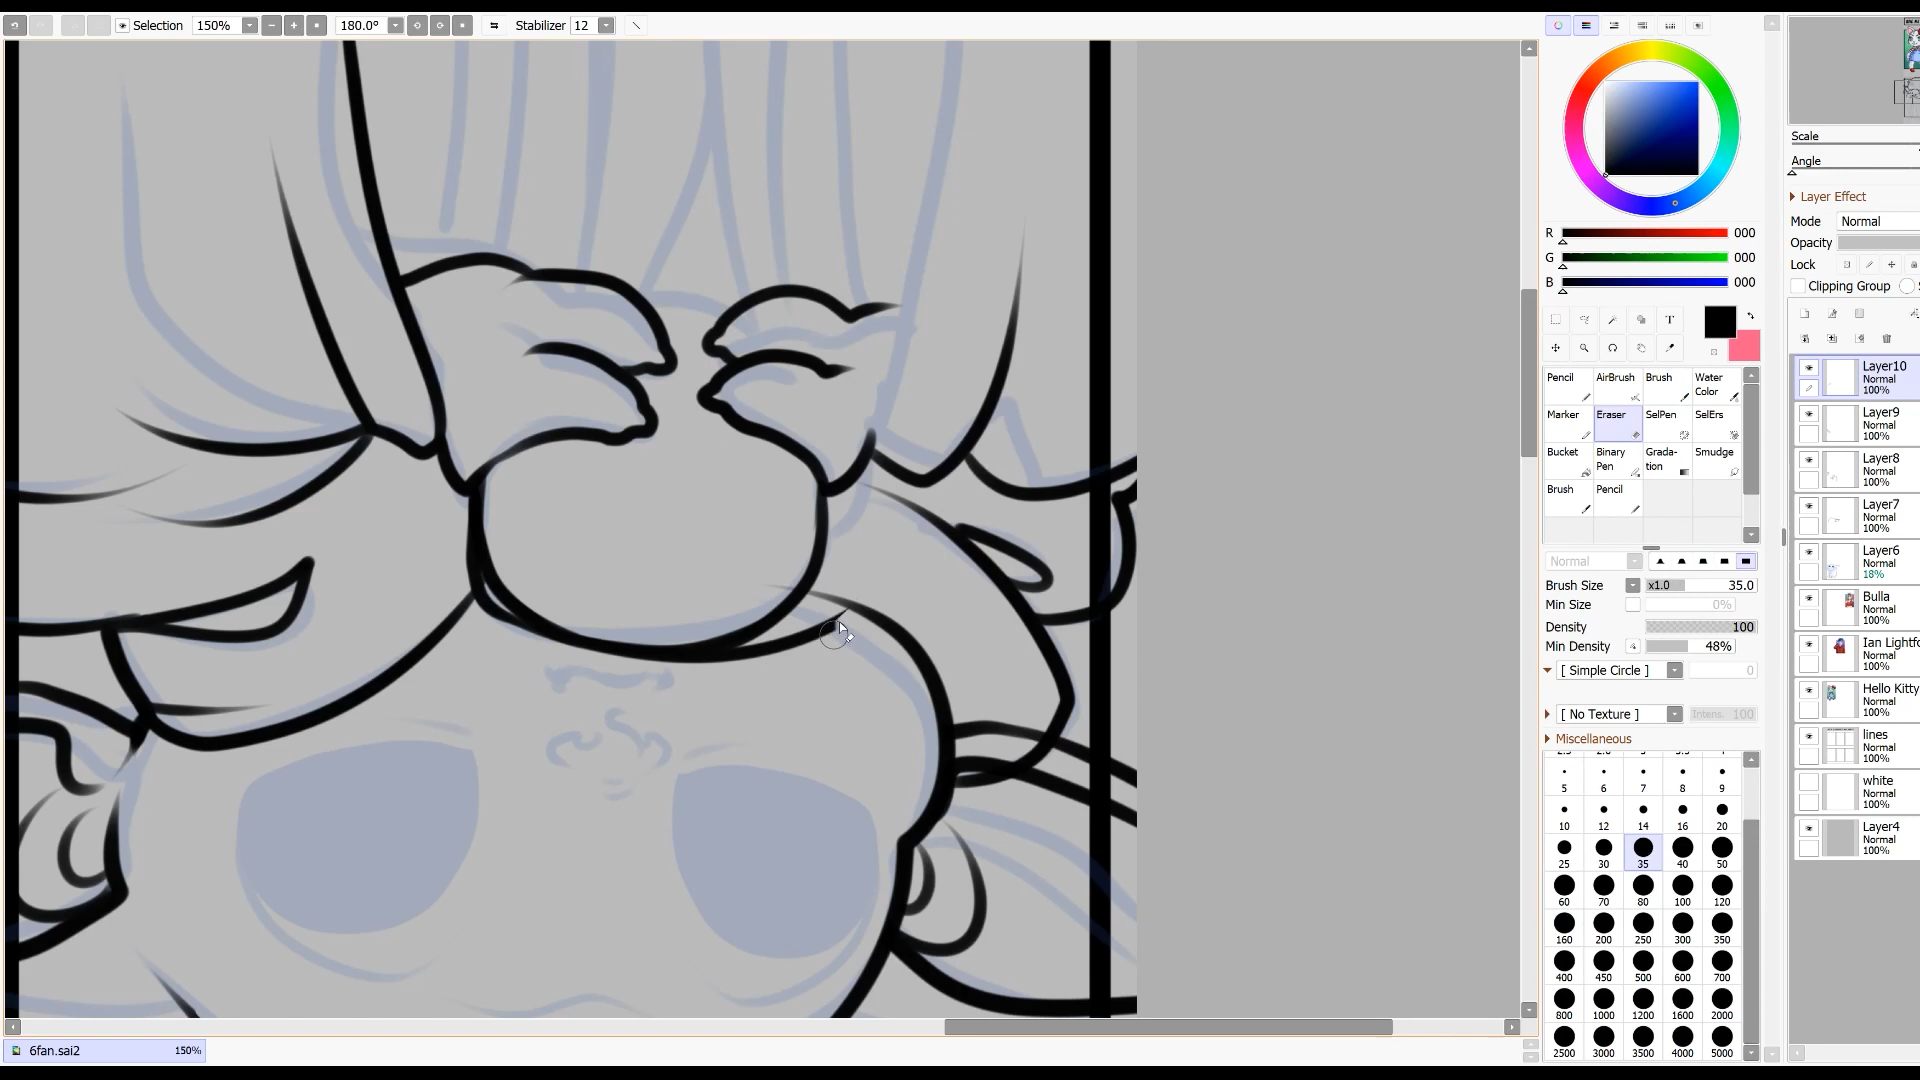 Selection 150% 180.0° Stabilizer 12
Scale
Angle
Layer Effect
Mode Normal
Opacity
Lock
Clipping Group
R 000
G 000
B 000
T
Pencil AirBrush Brush Water Color
Marker Eraser SelPen SelErs
Bucket Binary Pen Grada-tion Smudge
Brush Pencil
Normal
Brush Size x1.0 35.0
Min Size 0%
Density 100
Min Density 48%
[ Simple Circle ] 0
[ No Texture ] Intens. 100
Miscellaneous
5 6 7 8 9
10 12 14 16 20
25 30 35 40 50
60 70 80 100 120
160 200 250 300 350
400 450 500 600 700
800 1000 1200 1600 2000
2500 3000 3500 4000 5000
Layer10
Normal
100%
Layer9
Normal
100%
Layer8
Normal
100%
Layer7
Normal
100%
Layer6
Normal
18%
Bulla
Normal
100%
Ian Lightfo
Normal
100%
Hello Kitty
Normal
100%
lines
Normal
100%
white
Normal
100%
Layer4
Normal
100%
6fan.sai2 150%